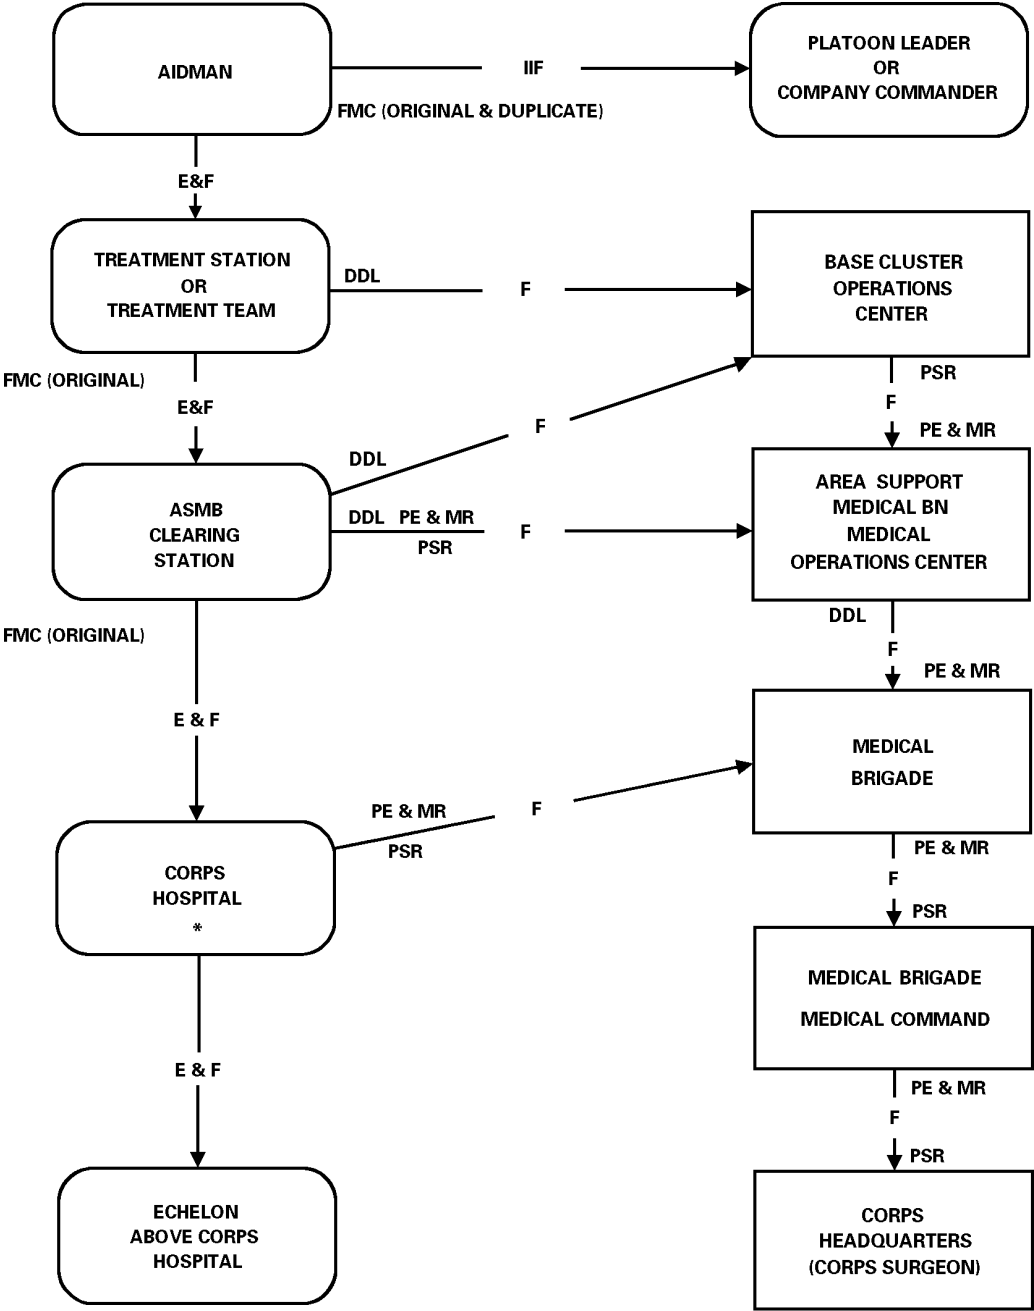 AIDMAN
IIF
PLATOON LEADER
OR
COMPANY COMMANDER
FMC (ORIGINAL & DUPLICATE)
E&F
TREATMENT STATION
OR
TREATMENT TEAM
DDL
F
BASE CLUSTER
OPERATIONS
CENTER
FMC (ORIGINAL)
E&F
PSR
F
PE & MR
F
DDL
ASMB
CLEARING
STATION
DDL PE & MR
PSR
F
AREA SUPPORT
MEDICAL BN
MEDICAL
OPERATIONS CENTER
FMC (ORIGINAL)
DDL
F
PE & MR
E & F
MEDICAL
BRIGADE
PE & MR
PSR
F
PE & MR
F
PSR
CORPS
HOSPITAL
*
MEDICAL BRIGADE
MEDICAL COMMAND
E & F
PE & MR
F
PSR
ECHELON
ABOVE CORPS
HOSPITAL
CORPS
HEADQUARTERS
(CORPS SURGEON)